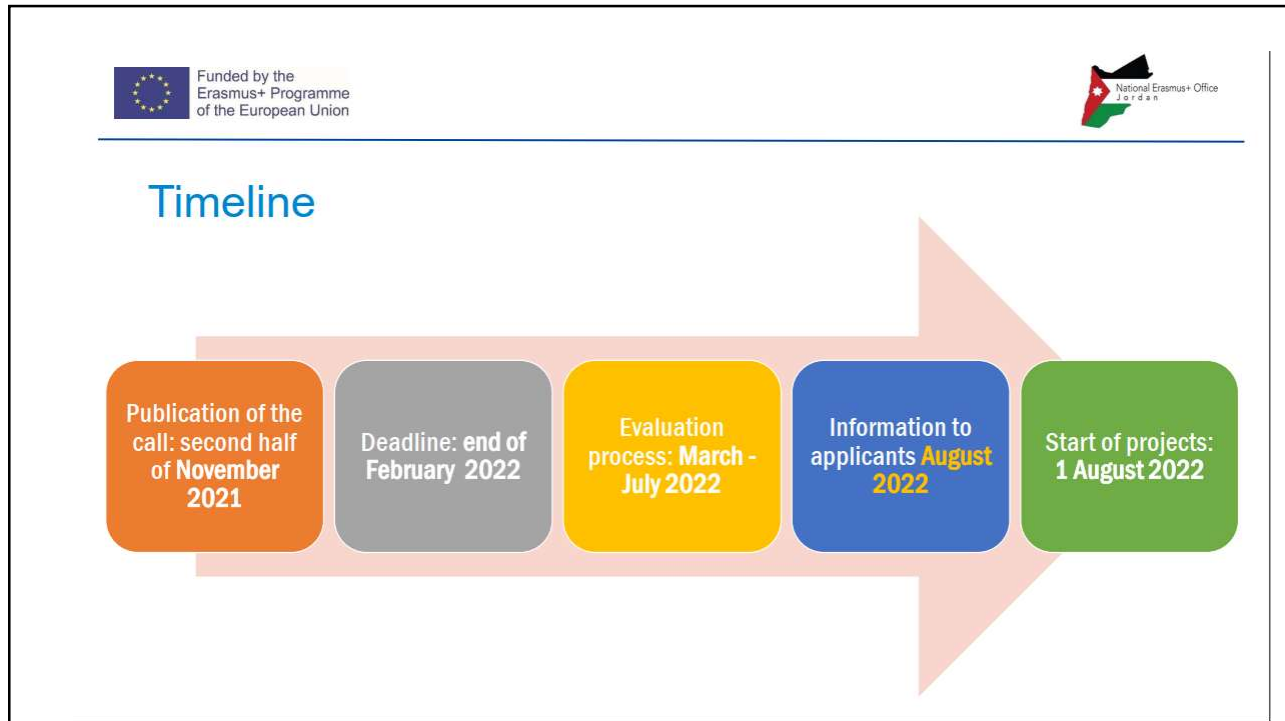 Funded by the
Erasmus+ Programme
of the European Union
National Erasmus+ Office
Jordan
Timeline
Publication of the
call: second half
of November
2021
Deadline: end of
February 2022
Evaluation
process: March -
July 2022
Information to
applicants August
2022
Start of projects:
1 August 2022